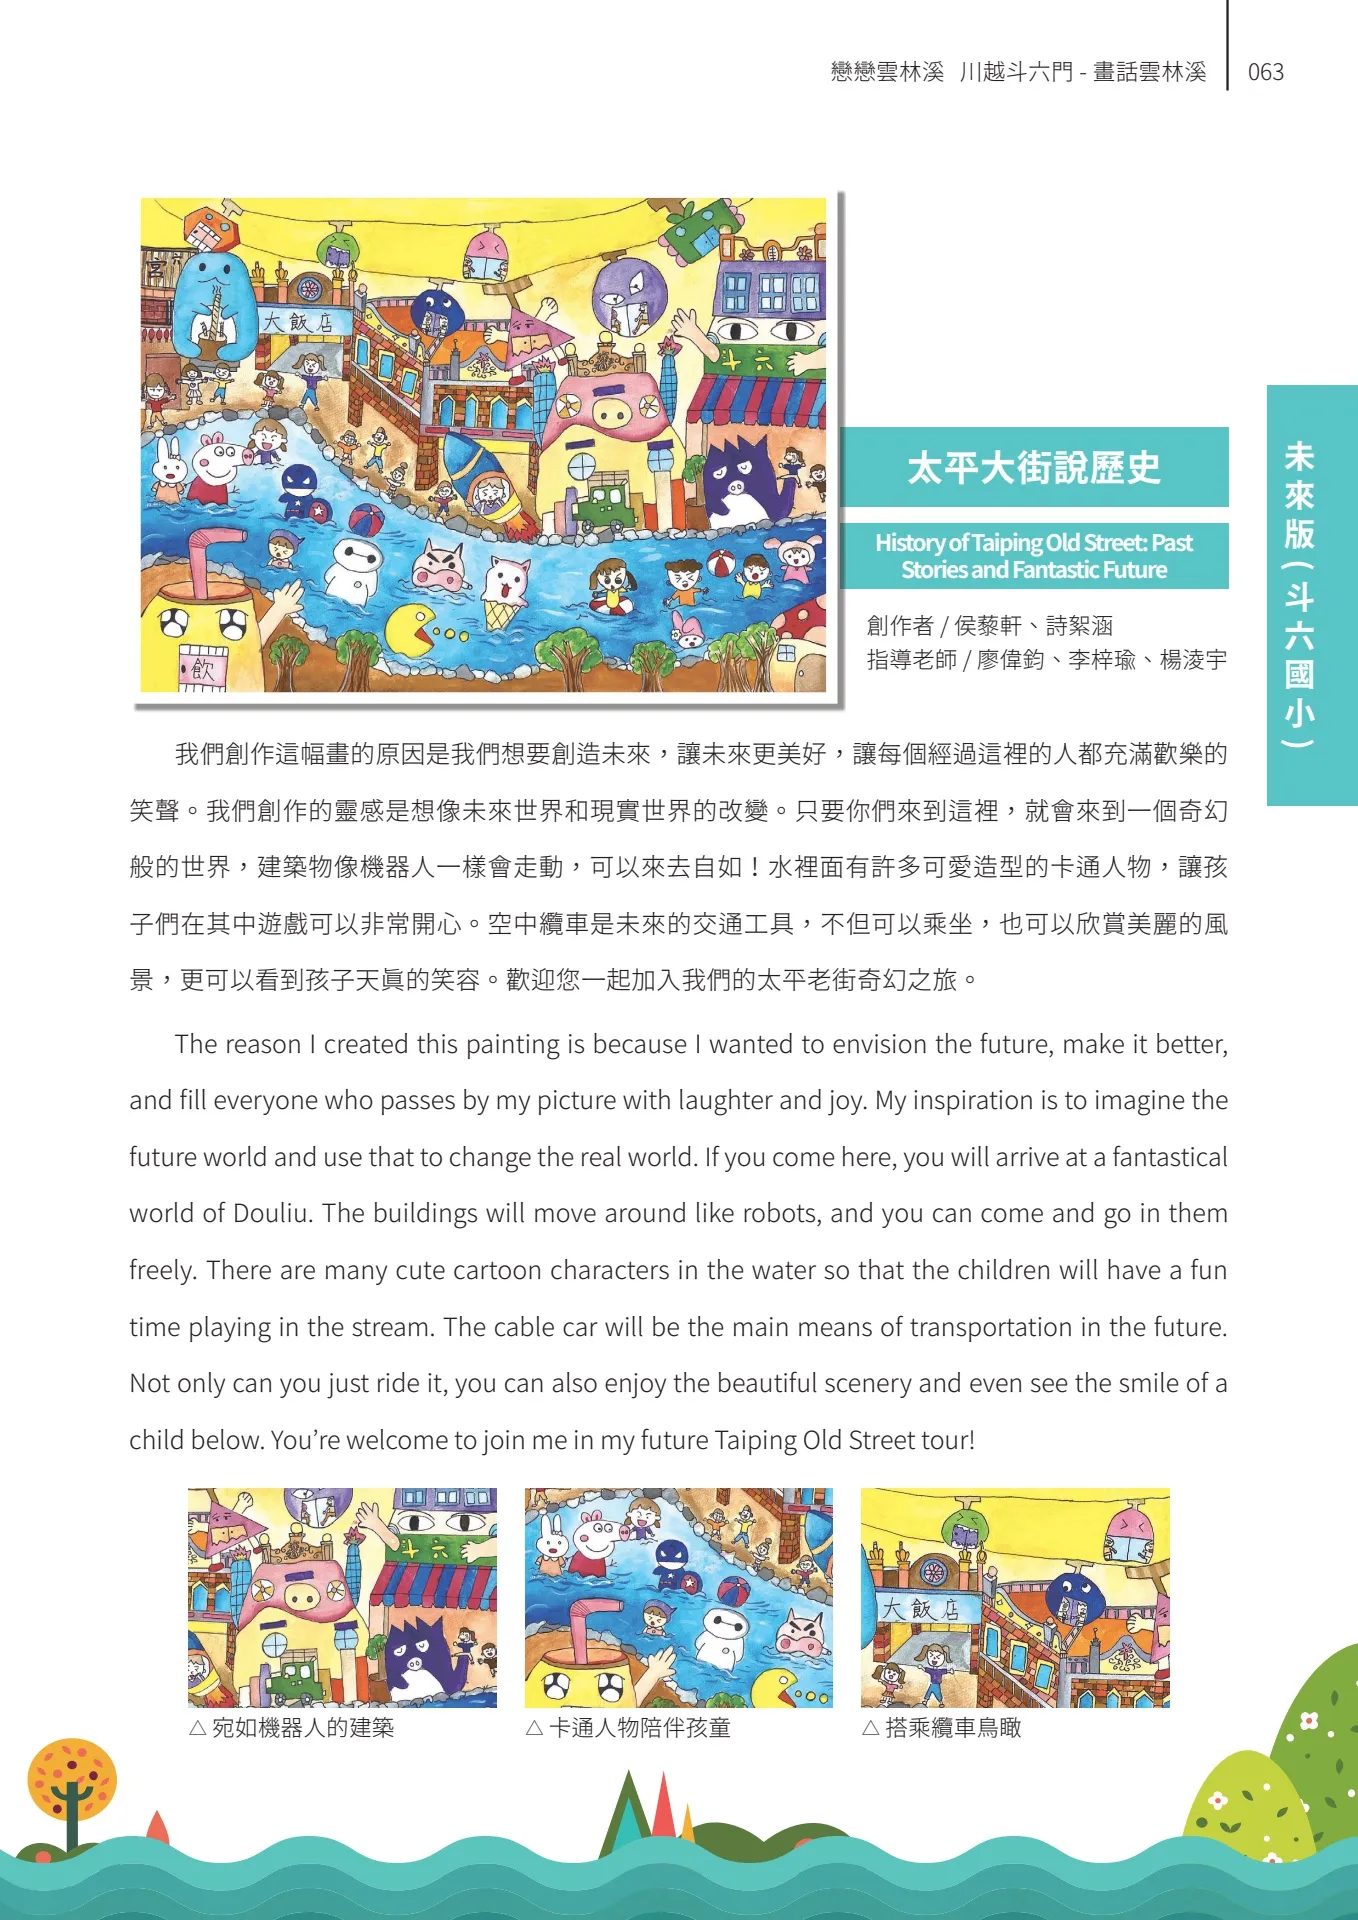 戀戀雲林溪 川越斗六門 - 畫話雲林溪 063
宮
大飯店
斗六
飲
太平大街說歷史
History of Taiping Old Street: Past
Stories and Fantastic Future
創作者 / 侯藜軒、詩絮涵
指導老師 / 廖偉鈞、李梓瑜、楊淩宇
未來版(斗六國小)
我們創作這幅畫的原因是我們想要創造未來，讓未來更美好，讓每個經過這裡的人都充滿歡樂的
笑聲。我們創作的靈感是想像未來世界和現實世界的改變。只要你們來到這裡，就會來到一個奇幻
般的世界，建築物像機器人一樣會走動，可以來去自如！水裡面有許多可愛造型的卡通人物，讓孩
子們在其中遊戲可以非常開心。空中纜車是未來的交通工具，不但可以乘坐，也可以欣賞美麗的風
景，更可以看到孩子天眞的笑容。歡迎您一起加入我們的太平老街奇幻之旅。
The reason I created this painting is because I wanted to envision the future, make it better,
and fill everyone who passes by my picture with laughter and joy. My inspiration is to imagine the
future world and use that to change the real world. If you come here, you will arrive at a fantastical
world of Douliu. The buildings will move around like robots, and you can come and go in them
freely. There are many cute cartoon characters in the water so that the children will have a fun
time playing in the stream. The cable car will be the main means of transportation in the future.
Not only can you just ride it, you can also enjoy the beautiful scenery and even see the smile of a
child below. You’re welcome to join me in my future Taiping Old Street tour!
斗六
大飯店
△ 宛如機器人的建築
△ 卡通人物陪伴孩童
△ 搭乘纜車鳥瞰